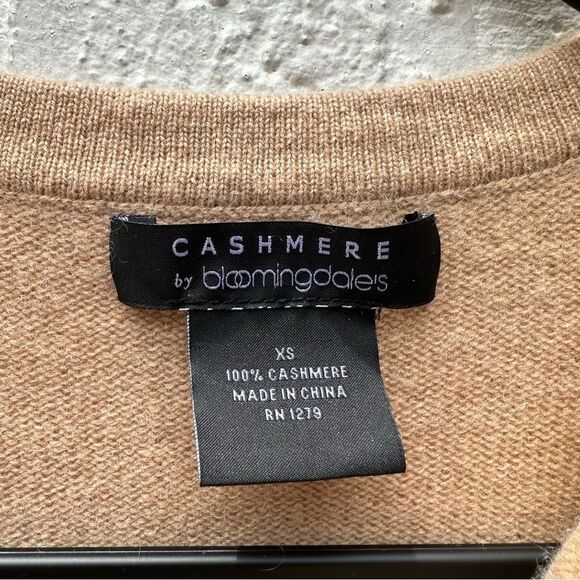 CASHMERE
by bloomingdale's
XS
100% CASHMERE
MADE IN CHINA
RN 1279